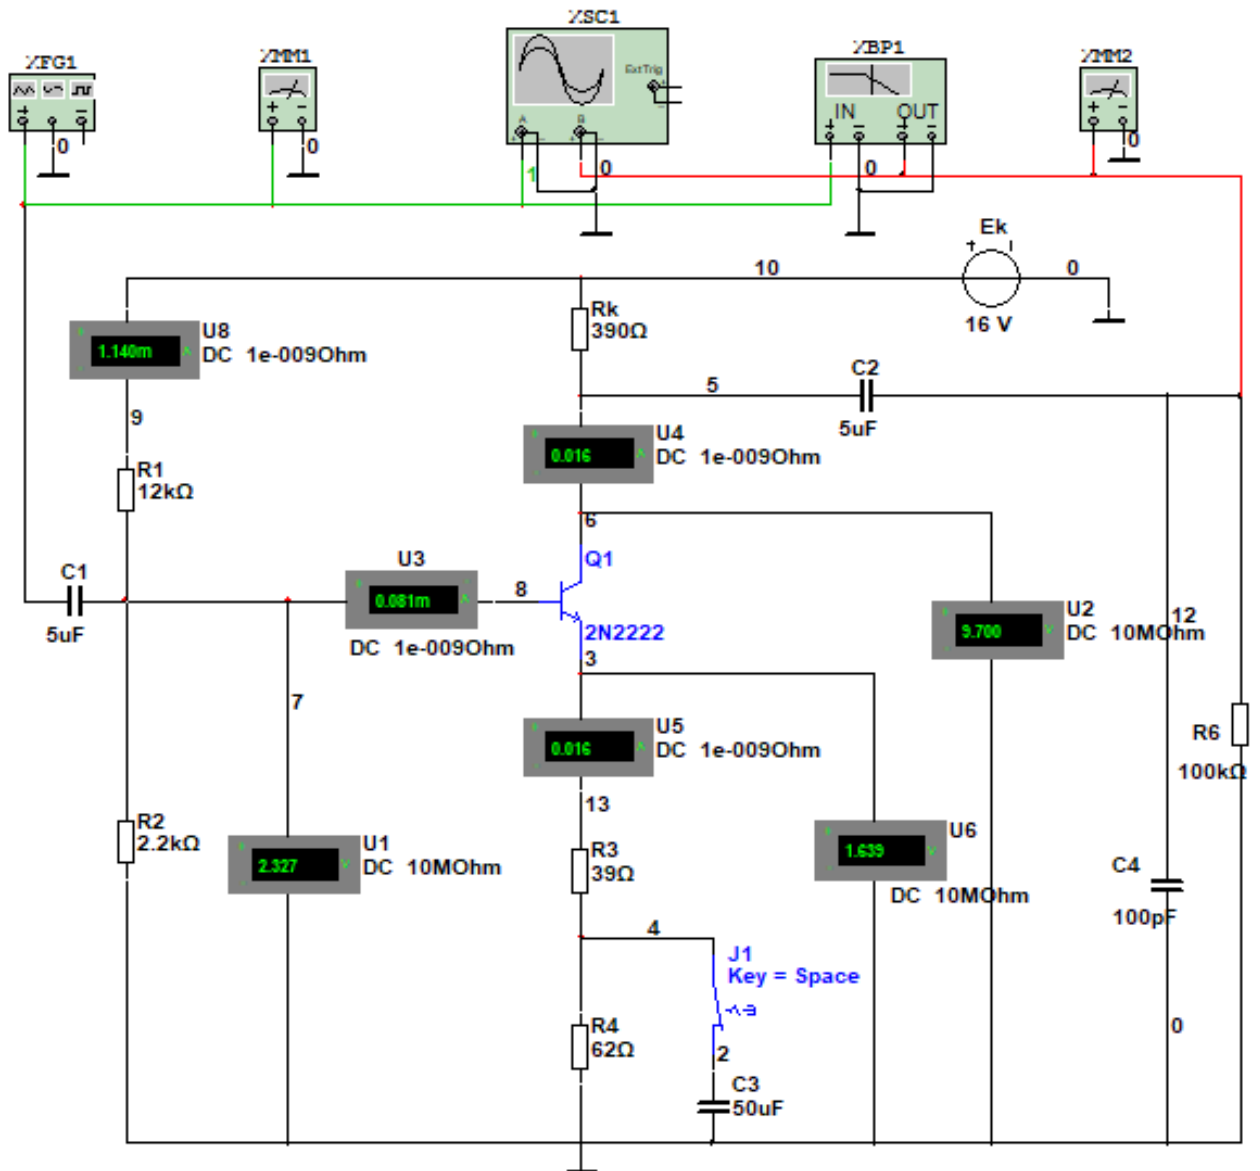 XSC1
XFG1
XMM1
XBP1
XMM2
Ext Trig
IN OUT
A
B
0
0
1
0
0
0
Ek
10
0
16 V
Rk
390Ω
U8
1.140m
DC 1e-009Ohm
C2
5
5uF
9
U4
0.016
DC 1e-009Ohm
R1
12kΩ
6
Q1
U3
C1
8
0.081m
U2
12
5uF
2N2222
9.700
DC 10MOhm
DC 1e-009Ohm
3
7
U5
R6
0.016
DC 1e-009Ohm
100kΩ
13
R2
U6
2.2kΩ
U1
R3
1.639
2.327
DC 10MOhm
39Ω
C4
DC 10MOhm
100pF
4
J1
Key = Space
R4
0
62Ω
2
C3
50uF